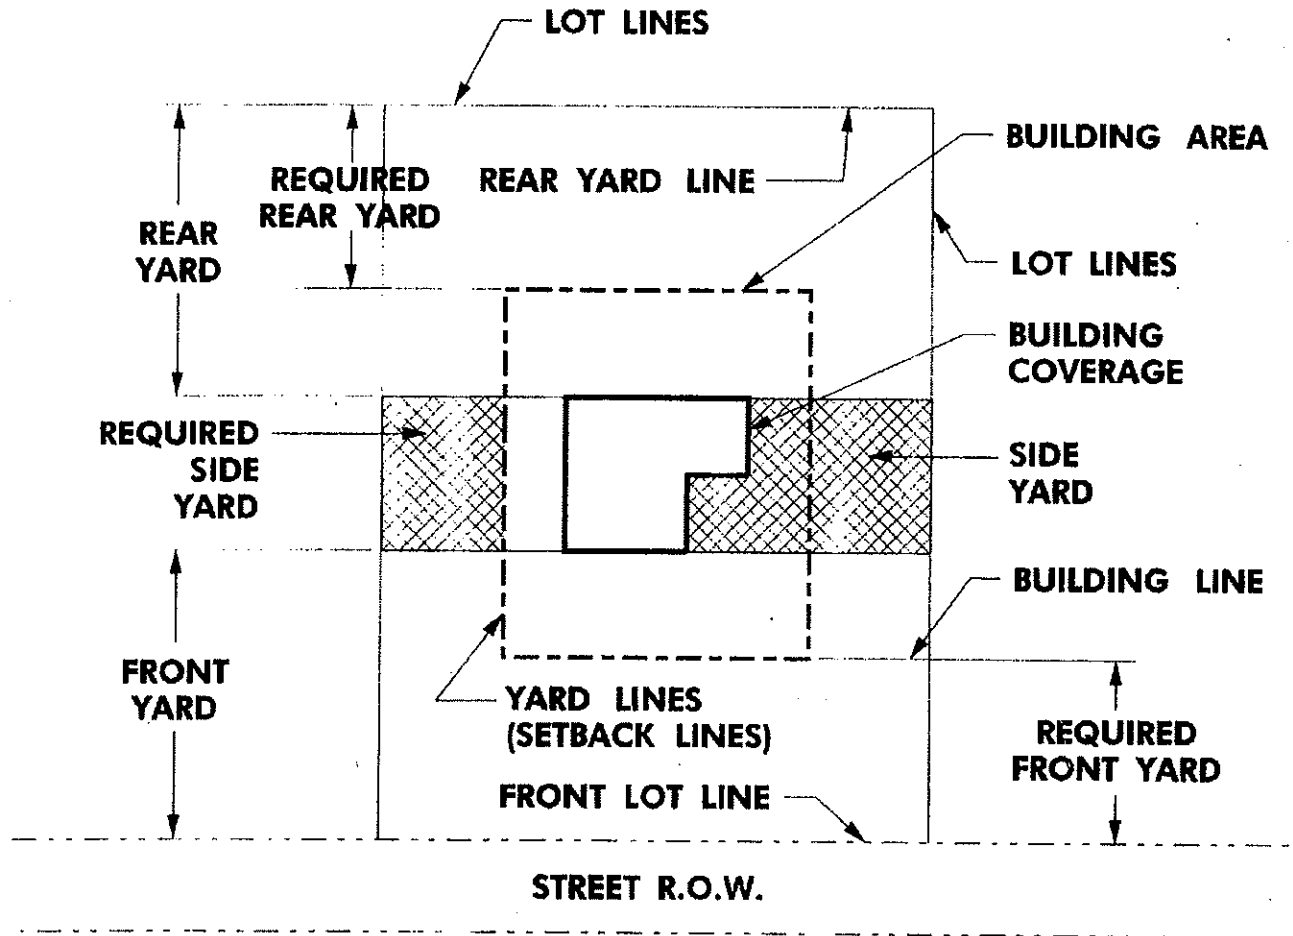 LOT LINES
BUILDING AREA
REQUIRED
REAR YARD
REAR YARD LINE
REAR
YARD
LOT LINES
BUILDING
COVERAGE
REQUIRED
SIDE
YARD
SIDE
YARD
BUILDING LINE
FRONT
YARD
YARD LINES
(SETBACK LINES)
REQUIRED
FRONT YARD
FRONT LOT LINE
STREET R.O.W.